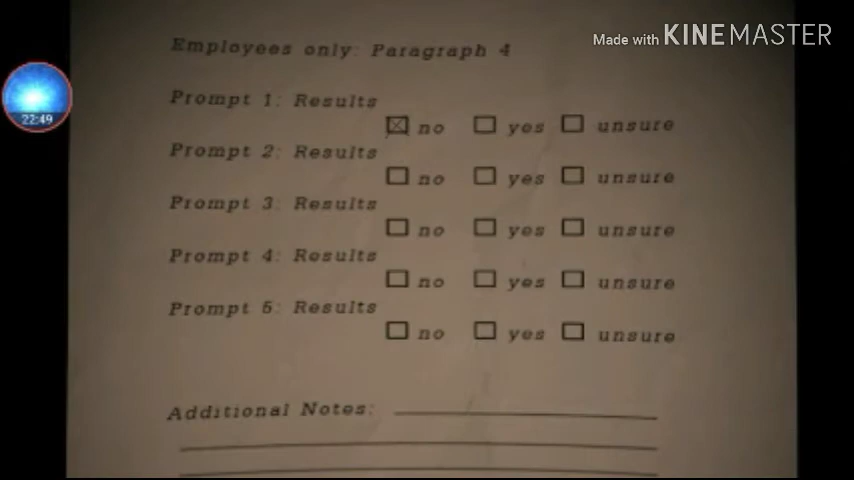 Made with KINEMASTER
Employees only: Paragraph 4
22:49
Prompt 1: Results
no yes unsure
Prompt 2: Results
no yes unsure
Prompt 3: Results
no yes unsure
Prompt 4: Results
no yes unsure
Prompt 5: Results
no yes unsure
Additional Notes: